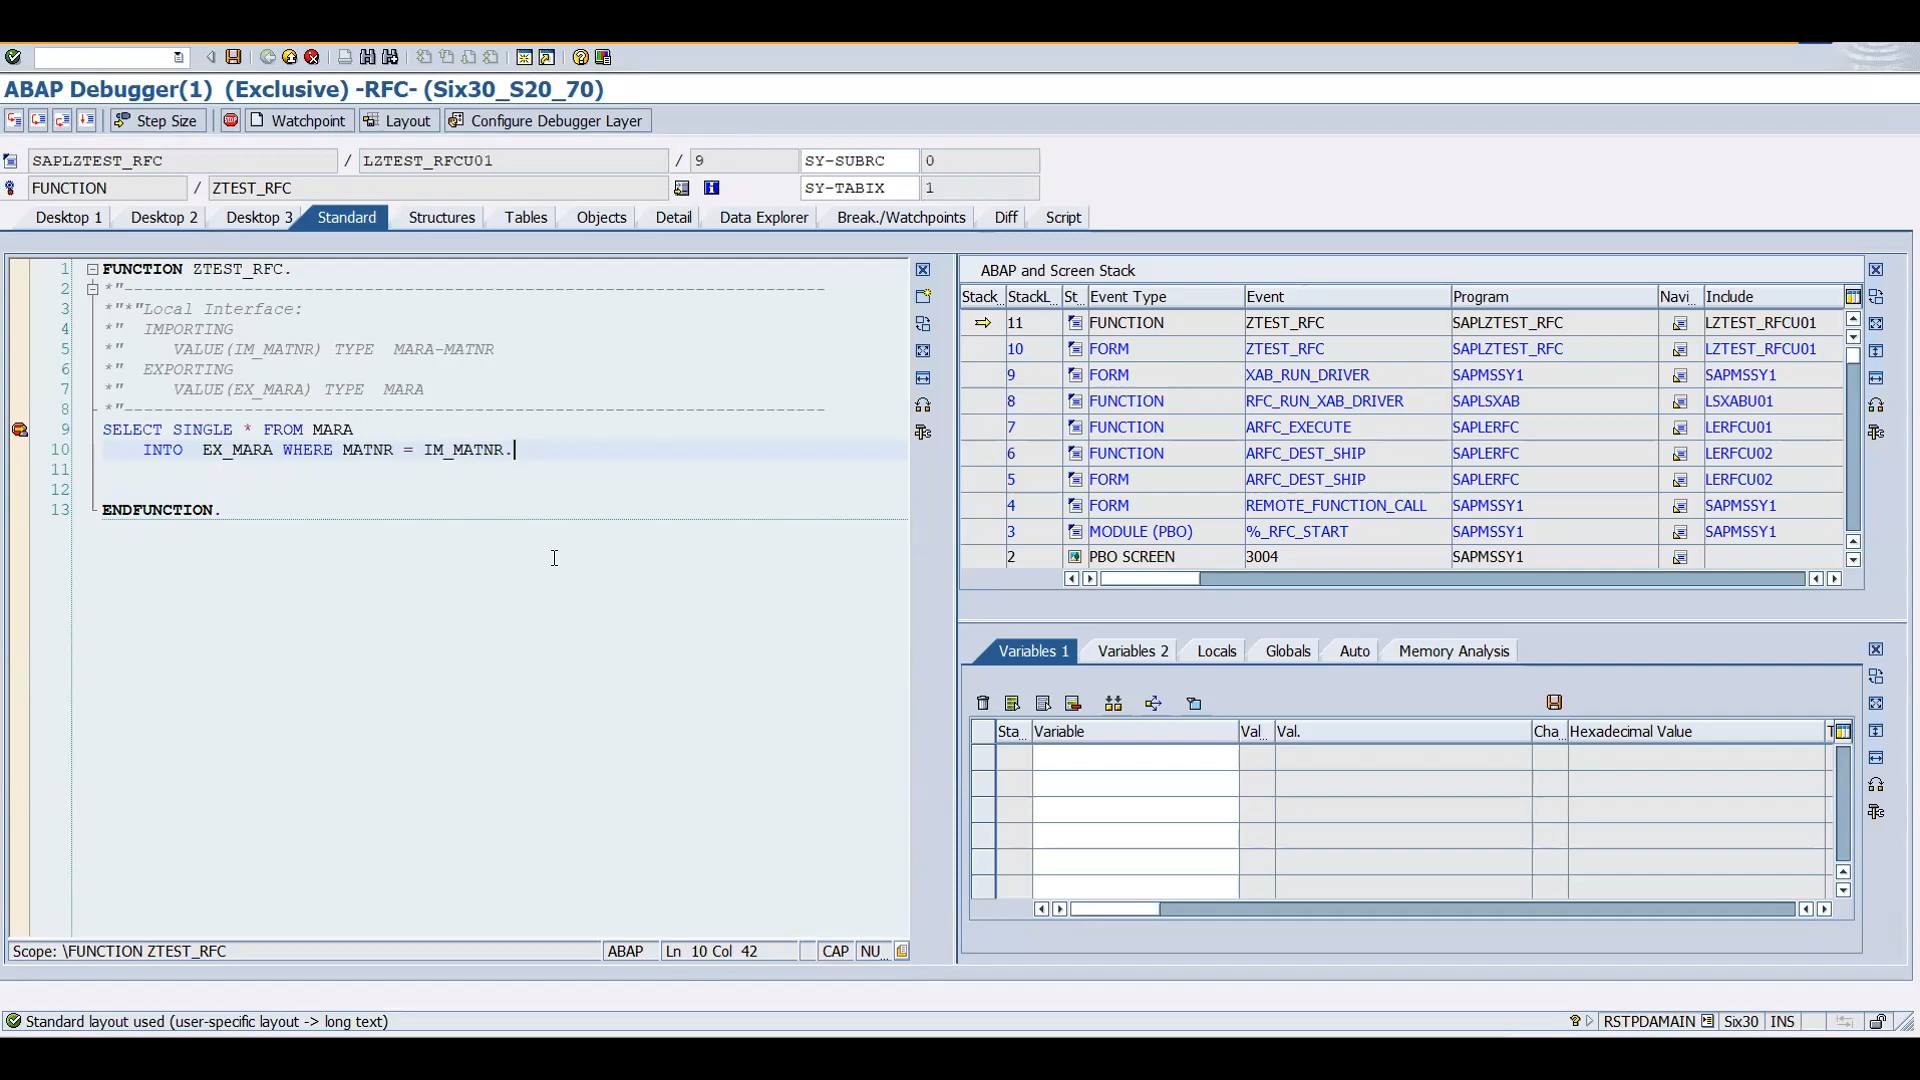 ABAP Debugger(1) (Exclusive) -RFC- (Six30_S20_70)
Step Size Watchpoint Layout Configure Debugger Layer
SAPLZTEST_RFC / LZTEST_RFCU01 / 9 SY-SUBRC 0
FUNCTION / ZTEST_RFC SY-TABIX 1
Desktop 1 Desktop 2 Desktop 3 Standard Structures Tables Objects Detail Data Explorer Break./Watchpoints Diff Script
1 FUNCTION ZTEST_RFC.
2 *"----------------------------------------------------------------------
3 *"*"Local Interface:
4 *" IMPORTING
5 *" VALUE(IM_MATNR) TYPE MARA-MATNR
6 *" EXPORTING
7 *" VALUE(EX_MARA) TYPE MARA
8 *"----------------------------------------------------------------------
9 SELECT SINGLE * FROM MARA
10 INTO EX_MARA WHERE MATNR = IM_MATNR.
11
12
13 ENDFUNCTION.
Scope: \FUNCTION ZTEST_RFC ABAP Ln 10 Col 42 CAP NU...
ABAP and Screen Stack
Stack... StackL... St... Event Type Event Program Navi... Include
11 FUNCTION ZTEST_RFC SAPLZTEST_RFC LZTEST_RFCU01
10 FORM ZTEST_RFC SAPLZTEST_RFC LZTEST_RFCU01
9 FORM XAB_RUN_DRIVER SAPMSSY1 SAPMSSY1
8 FUNCTION RFC_RUN_XAB_DRIVER SAPLSXAB LSXABU01
7 FUNCTION ARFC_EXECUTE SAPLERFC LERFCU01
6 FUNCTION ARFC_DEST_SHIP SAPLERFC LERFCU02
5 FORM ARFC_DEST_SHIP SAPLERFC LERFCU02
4 FORM REMOTE_FUNCTION_CALL SAPMSSY1 SAPMSSY1
3 MODULE (PBO) %_RFC_START SAPMSSY1 SAPMSSY1
2 PBO SCREEN 3004 SAPMSSY1
Variables 1 Variables 2 Locals Globals Auto Memory Analysis
Sta... Variable Val... Val. Cha... Hexadecimal Value T
Standard layout used (user-specific layout -> long text)
RSTPDAMAIN Six30 INS